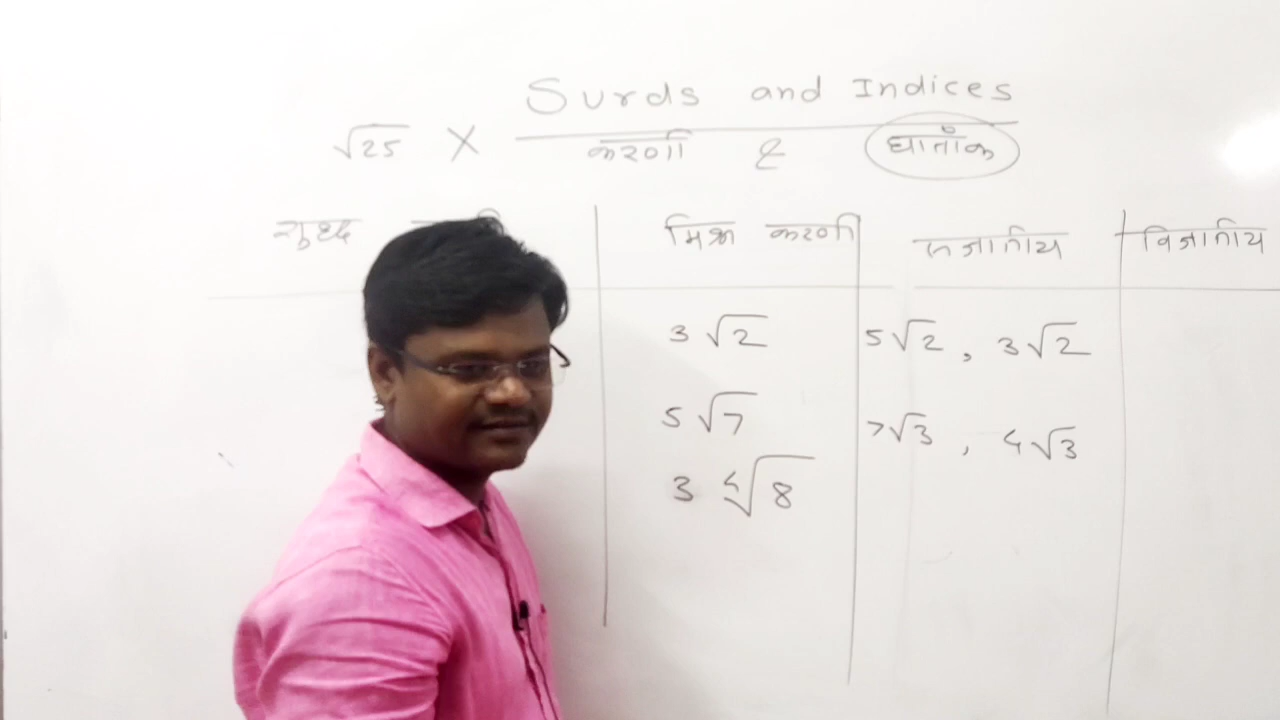 Surds and Indices
√25 X करणी ξ घातांक
शुध्द मिश्र करणी सजातीय विजातीय
3√2 5√2 , 3√2
5√7 7√3 , 4√3
3 ∜8